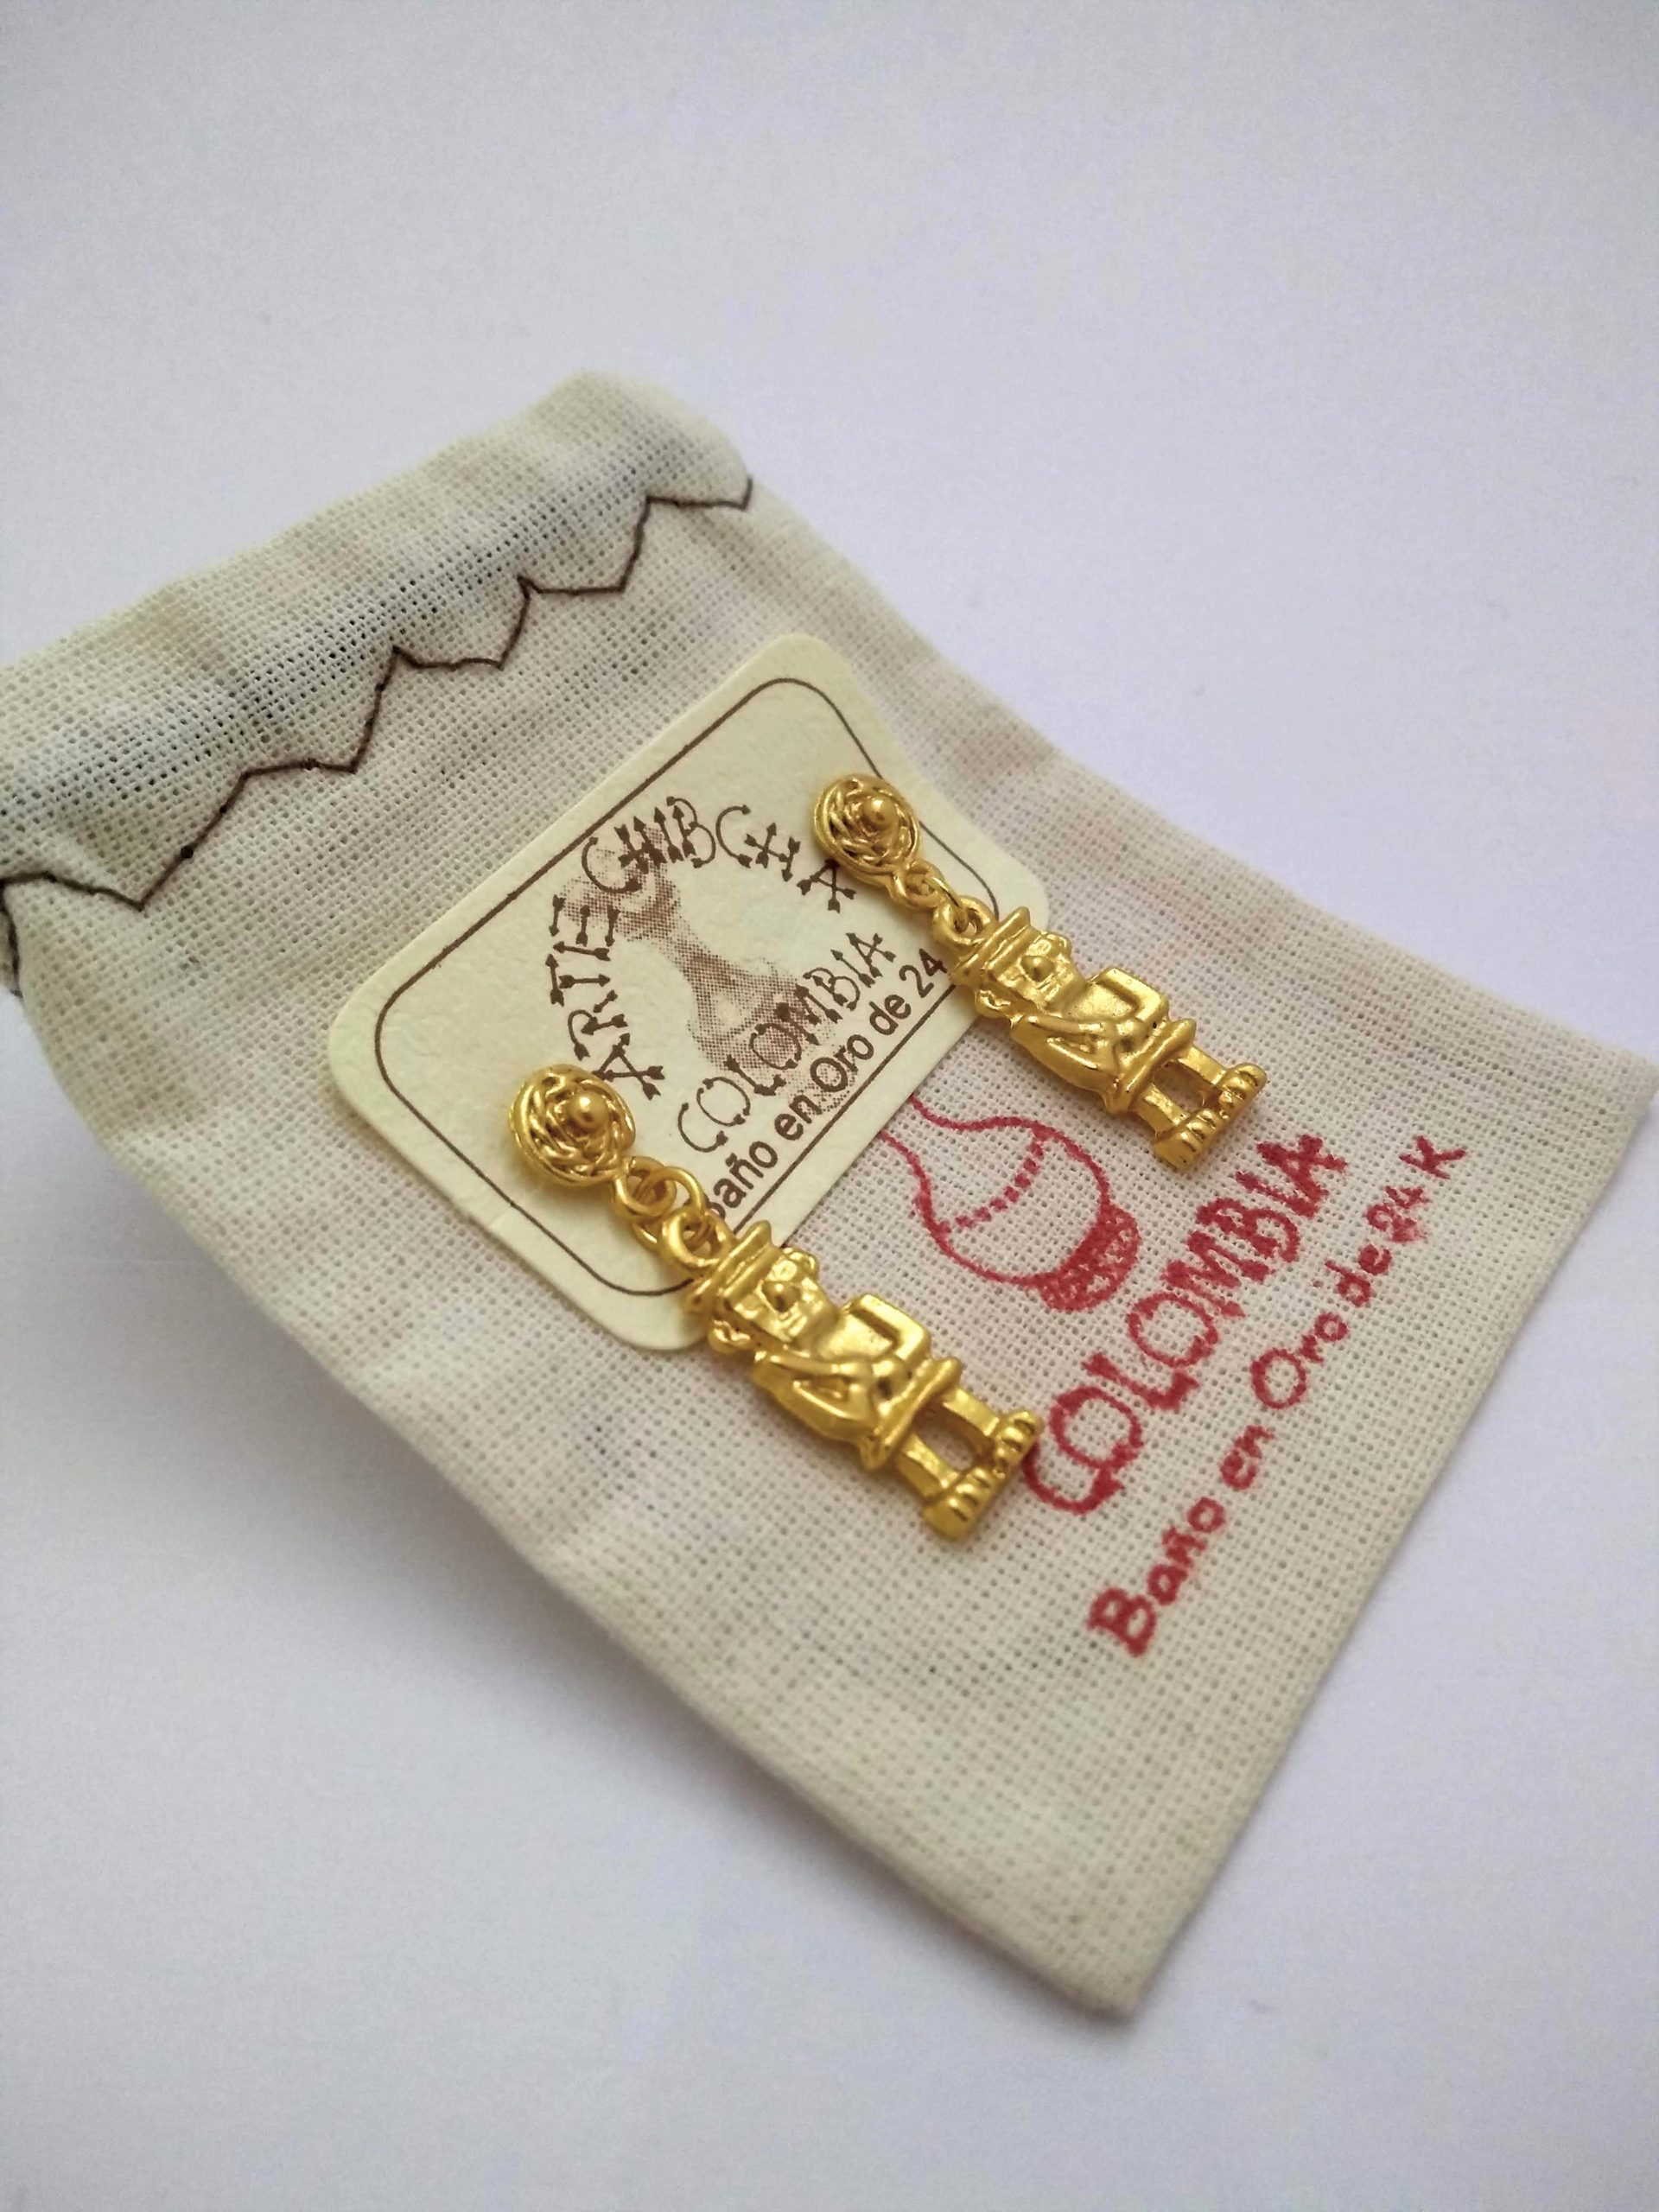 ARTE CHIBCHA
COLOMBIA
Baño en Oro de 24
COLOMBIA
Baño en Oro de 24 K